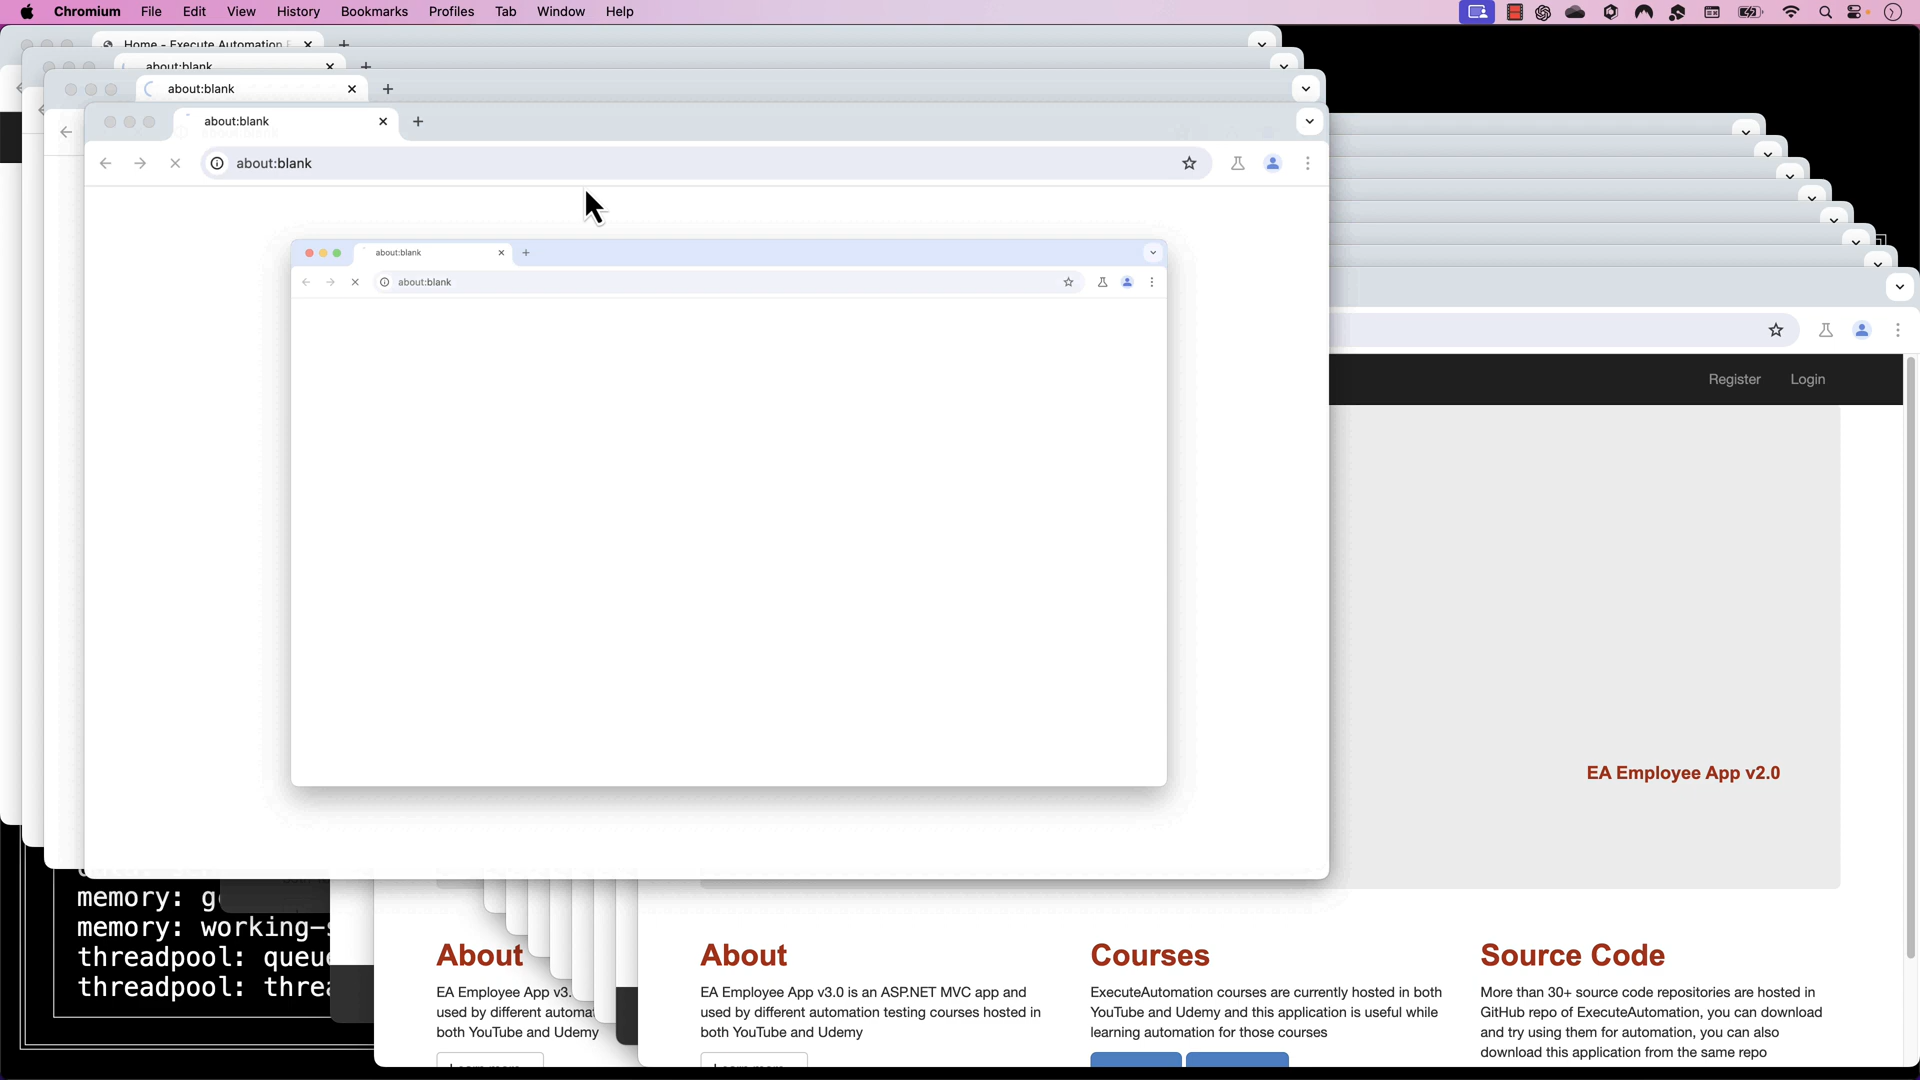 Chromium File Edit View History Bookmarks Profiles Tab Window Help
Home - Execute Automation
about:blank
about:blank
about:blank
about:blank
about:blank
about:blank
Register Login
EA Employee App v2.0
memory:
memory: working-
threadpool: queue
threadpool: threa
About
EA Employee App v3.
used by different automa
both YouTube and Udemy
About
EA Employee App v3.0 is an ASP.NET MVC app and
used by different automation testing courses hosted in
both YouTube and Udemy
Learn more
Courses
ExecuteAutomation courses are currently hosted in both
YouTube and Udemy and this application is useful while
learning automation for those courses
Source Code
More than 30+ source code repositories are hosted in
GitHub repo of ExecuteAutomation, you can download
and try using them for automation, you can also
download this application from the same repo